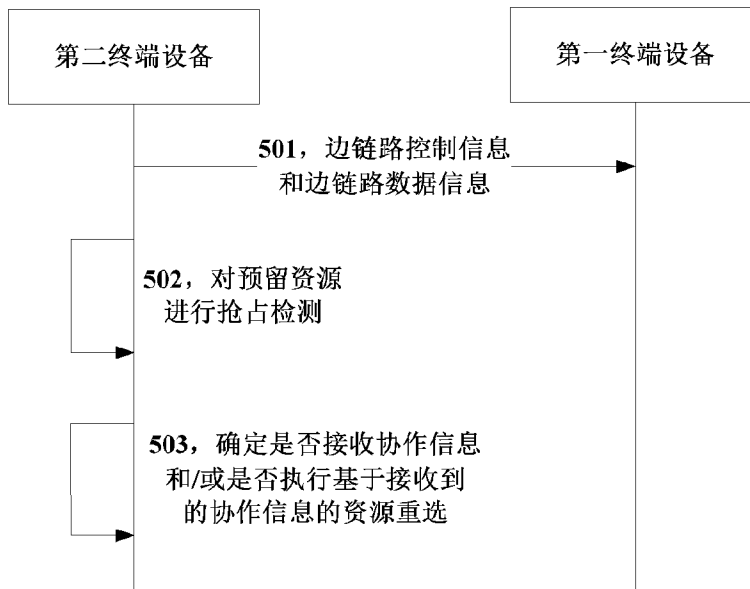 第二终端设备
第一终端设备
501，边链路控制信息
和边链路数据信息
502，对预留资源
进行抢占检测
503，确定是否接收协作信息
和/或是否执行基于接收到
的协作信息的资源重选